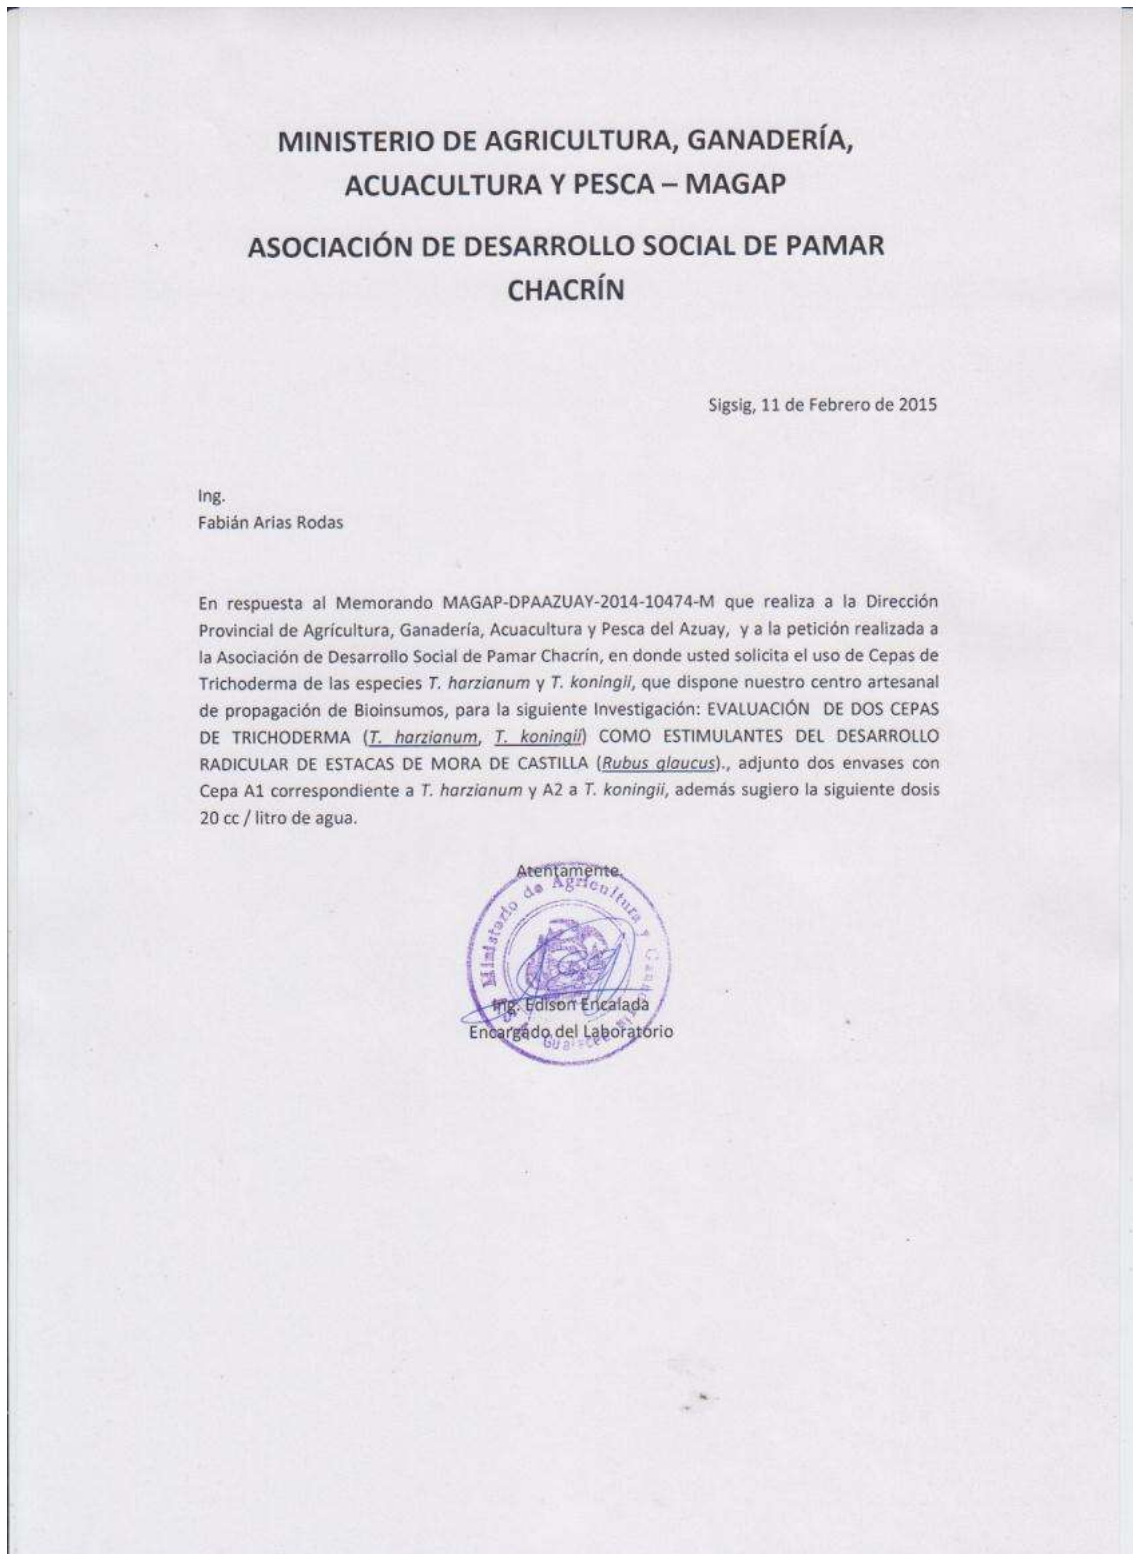 MINISTERIO DE AGRICULTURA, GANADERÍA,
ACUACULTURA Y PESCA – MAGAP
ASOCIACIÓN DE DESARROLLO SOCIAL DE PAMAR
CHACRÍN
Sigsig, 11 de Febrero de 2015
Ing.
Fabián Arias Rodas
En respuesta al Memorando MAGAP-DPAAZUAY-2014-10474-M que realiza a la Dirección
Provincial de Agrícultura, Ganadería, Acuacultura y Pesca del Azuay, y a la petición realizada a
la Asociación de Desarrollo Social de Pamar Chacrín, en donde usted solicita el uso de Cepas de
Trichoderma de las especies T. harzianum y T. koningii, que dispone nuestro centro artesanal
de propagación de Bioinsumos, para la siguiente Investigación: EVALUACIÓN DE DOS CEPAS
DE TRICHODERMA (T. harzianum, T. koningii) COMO ESTIMULANTES DEL DESARROLLO
RADICULAR DE ESTACAS DE MORA DE CASTILLA (Rubus glaucus)., adjunto dos envases con
Cepa A1 correspondiente a T. harzianum y A2 a T. koningii, además sugiero la siguiente dosis
20 cc / litro de agua.
Atentamente.
Ministerio de Agricultura y
Ing. Edison Encalada
Encargado del Laboratorio